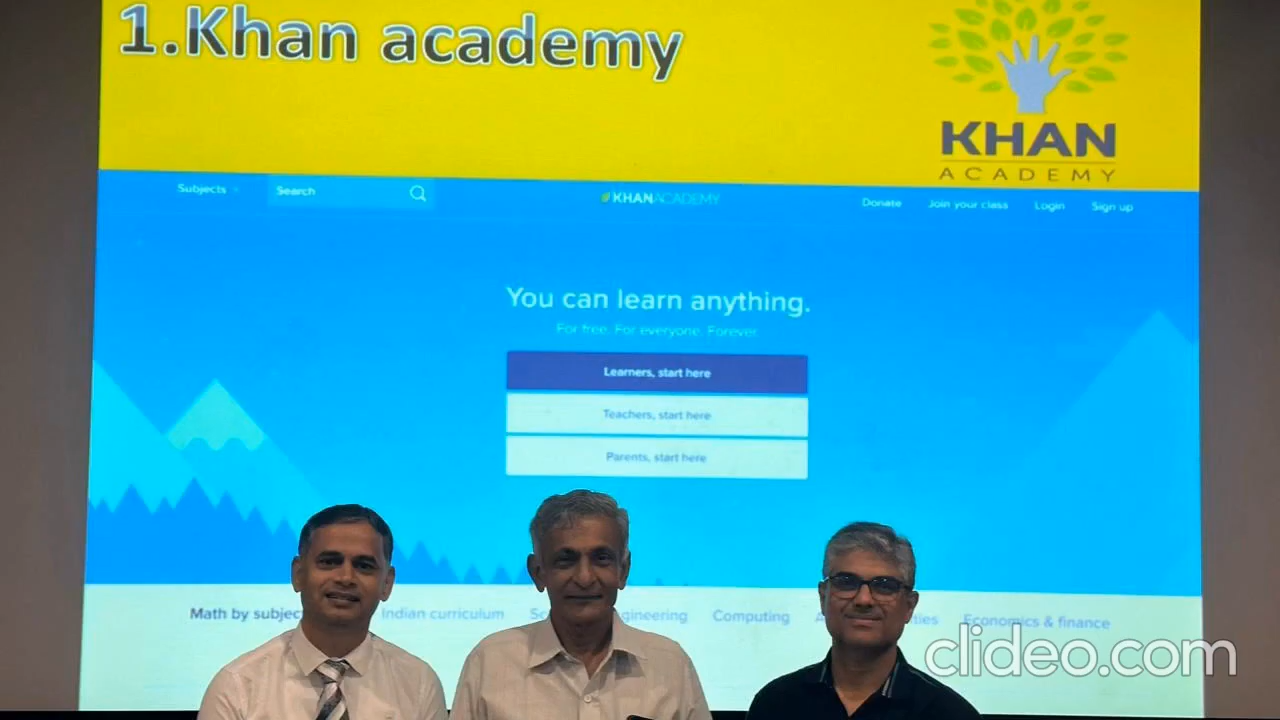 1.Khan academy
KHAN
ACADEMY
Subjects
Search
KHANACADEMY
Donate
Join your class
Login
Sign up
You can learn anything.
For free. For everyone. Forever.
Learners, start here
Teachers, start here
Parents, start here
Math by subject
Indian curriculum
Computing
Economics & finance
clideo.com